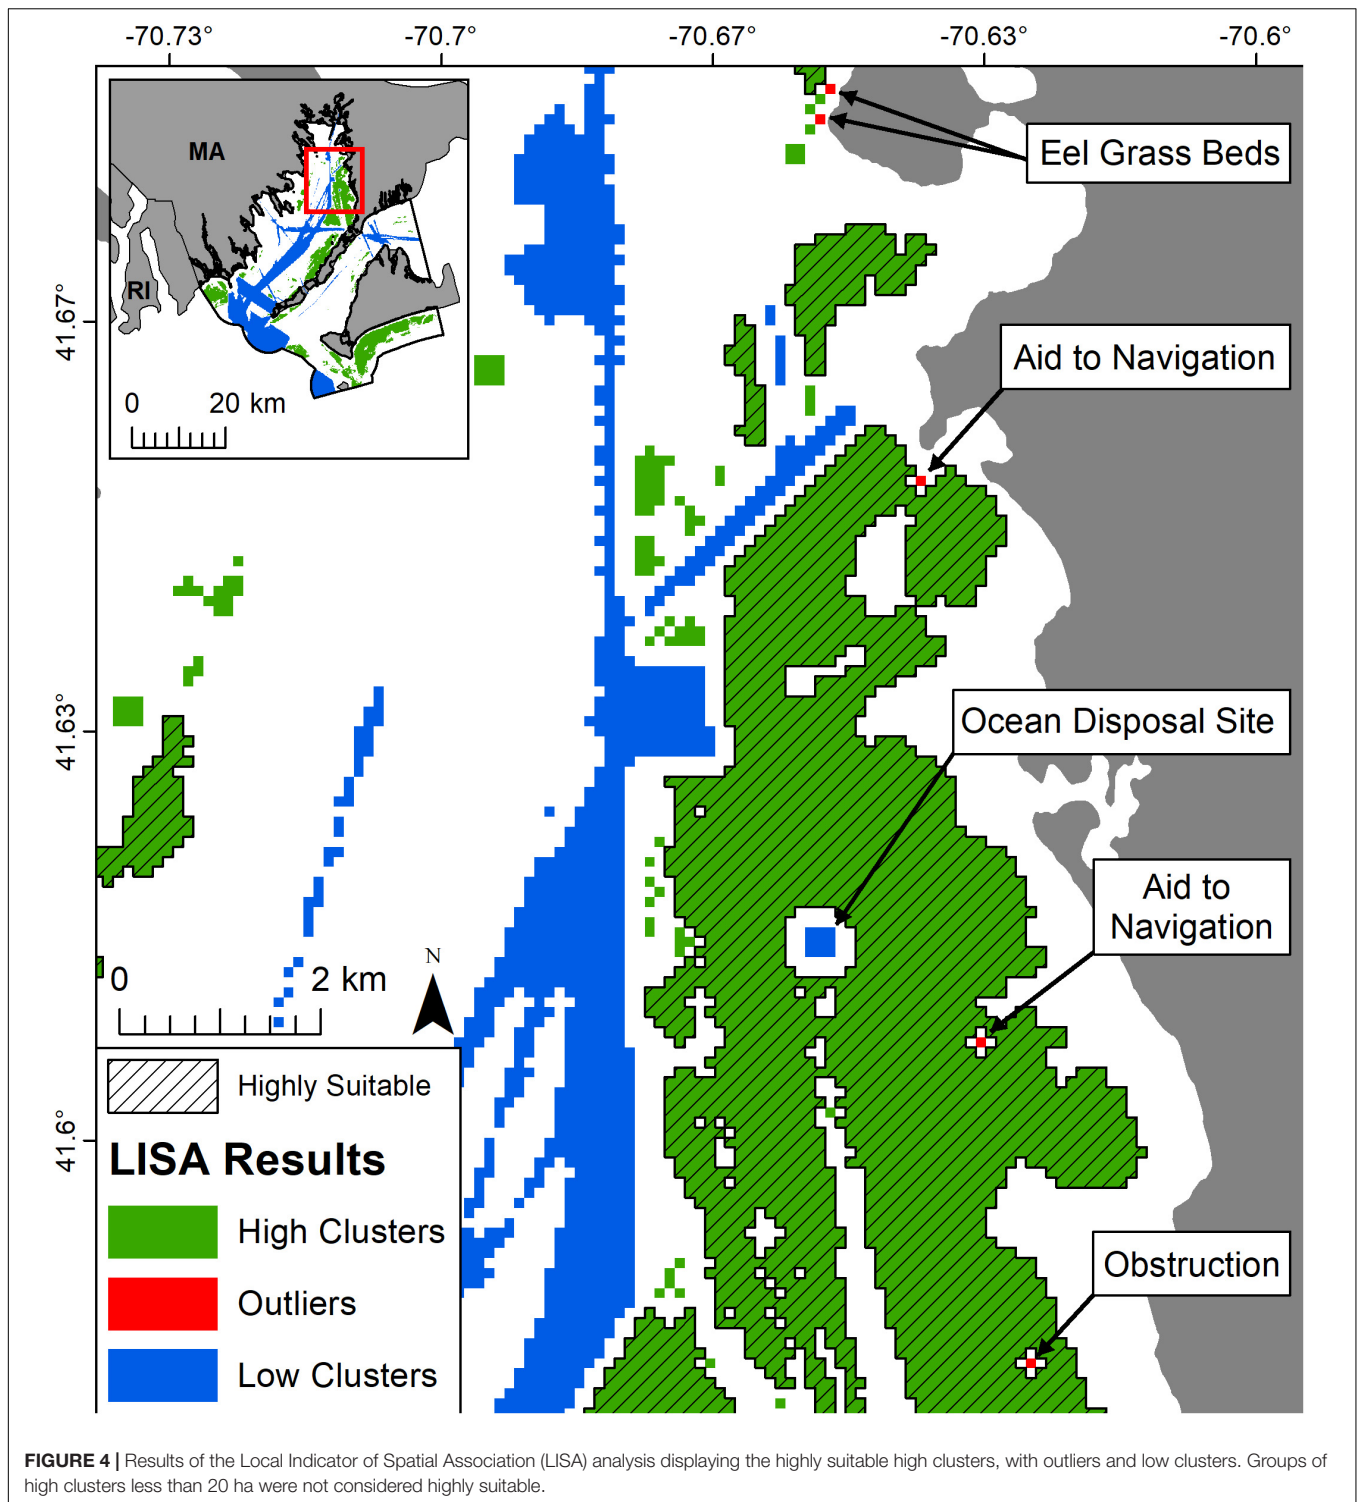 -70.73° -70.7° -70.67° -70.63° -70.6°
MA
RI
0 20 km
Eel Grass Beds
41.67°
Aid to Navigation
41.63°
Ocean Disposal Site
Aid to
Navigation
0 2 km
N
41.6°
Highly Suitable
LISA Results
High Clusters
Outliers
Low Clusters
Obstruction
FIGURE 4 | Results of the Local Indicator of Spatial Association (LISA) analysis displaying the highly suitable high clusters, with outliers and low clusters. Groups of
high clusters less than 20 ha were not considered highly suitable.